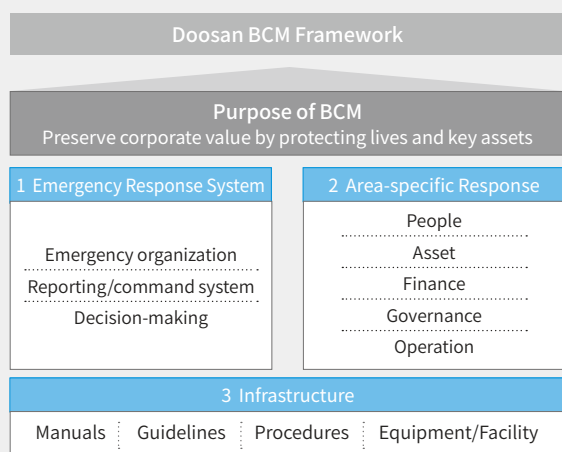 Doosan BCM Framework
Purpose of BCM
Preserve corporate value by protecting lives and key assets
1 Emergency Response System
Emergency organization
Reporting/command system
Decision-making
2 Area-specific Response
People
Asset
Finance
Governance
Operation
3 Infrastructure
Manuals Guidelines Procedures Equipment/Facility